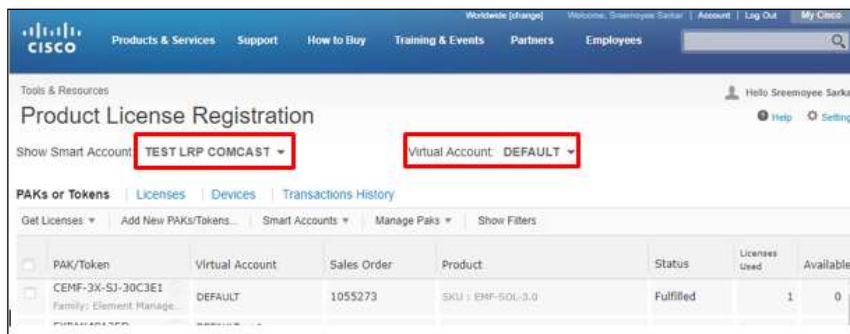 Worldwide [change] Welcome, Sreemoyee Sarkar | Account | Log Out My Cisco
CISCO Products & Services Support How to Buy Training & Events Partners Employees
Tools & Resources
Hello Sreemoyee Sarka
Product License Registration
Help Setting
Show Smart Account: TEST LRP COMCAST Virtual Account: DEFAULT
PAKs or Tokens | Licenses | Devices | Transactions History
Get Licenses Add New PAKs/Tokens... Smart Accounts Manage Paks Show Filters
PAK/Token Virtual Account Sales Order Product Status Licenses Used Available
CEMF-3X-SJ-30C3E1 DEFAULT 1055273 SKU : EMF-SOL-3.0 Fulfilled 1 0
Family: Element Manage...